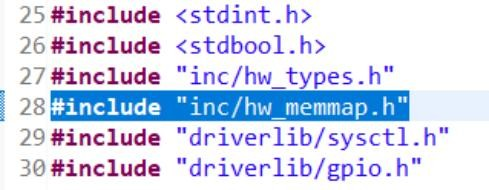 25 #include <stdint.h>
26 #include <stdbool.h>
27 #include "inc/hw_types.h"
28 #include "inc/hw_memmap.h"
29 #include "driverlib/sysctl.h"
30 #include "driverlib/gpio.h"